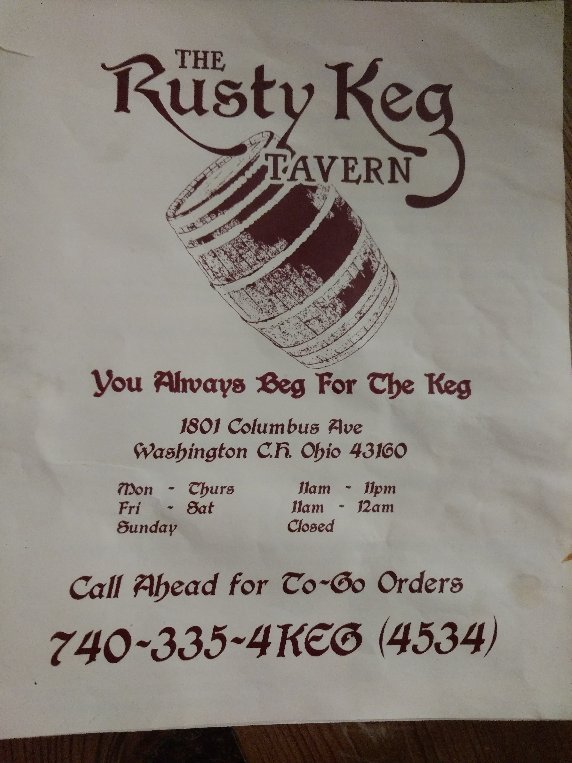 THE
Rusty Keg
TAVERN
You Always Beg For The Keg
1801 Columbus Ave
Washington C.H. Ohio 43160
Mon - Thurs 11am - 11pm
Fri - Sat 11am - 12am
Sunday Closed
Call Ahead for To-Go Orders
740-335-4KEG (4534)